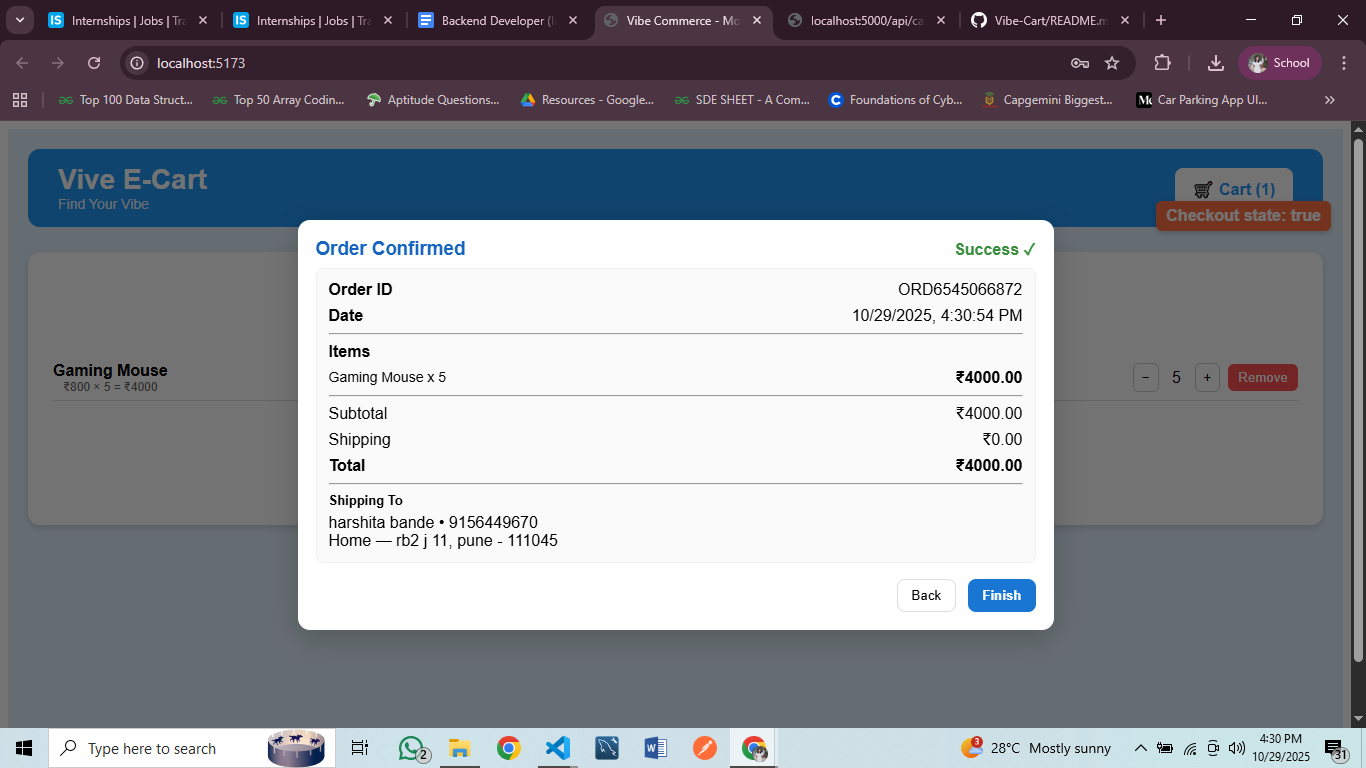 Internships | Jobs | Tra
Internships | Jobs | Tra
Backend Developer (I
Vibe Commerce - Mo
localhost:5000/api/ca
Vibe-Cart/README.m
localhost:5173
School
Top 100 Data Struct...
Top 50 Array Codin...
Aptitude Questions...
Resources - Google...
SDE SHEET - A Com...
Foundations of Cyb...
Capgemini Biggest...
Car Parking App UI...
Vive E-Cart
Find Your Vibe
Cart (1)
Checkout state: true
Order Confirmed
Success ✓
Order ID ORD6545066872
Date 10/29/2025, 4:30:54 PM
Items
Gaming Mouse x 5 ₹4000.00
Subtotal ₹4000.00
Shipping ₹0.00
Total ₹4000.00
Shipping To
harshita bande • 9156449670
Home — rb2 j 11, pune - 111045
Back
Finish
Gaming Mouse
₹800 × 5 = ₹4000
− 5 + Remove
Type here to search
2
3
28°C Mostly sunny
4:30 PM
10/29/2025
31